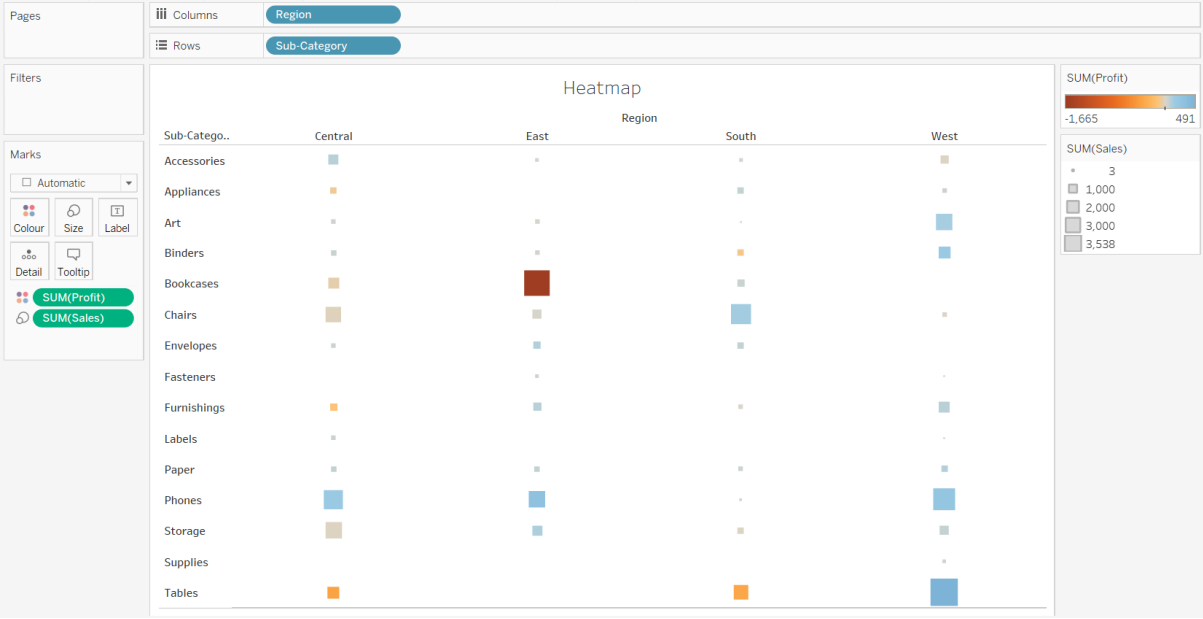 Pages
Columns
Region
Rows
Sub-Category
Filters
Marks
Automatic
Colour
Size
Label
Detail
Tooltip
SUM(Profit)
SUM(Sales)
Heatmap
Region
Sub-Catego.. Central East South West
Accessories
Appliances
Art
Binders
Bookcases
Chairs
Envelopes
Fasteners
Furnishings
Labels
Paper
Phones
Storage
Supplies
Tables
SUM(Profit)
-1,665 491
SUM(Sales)
3
1,000
2,000
3,000
3,538